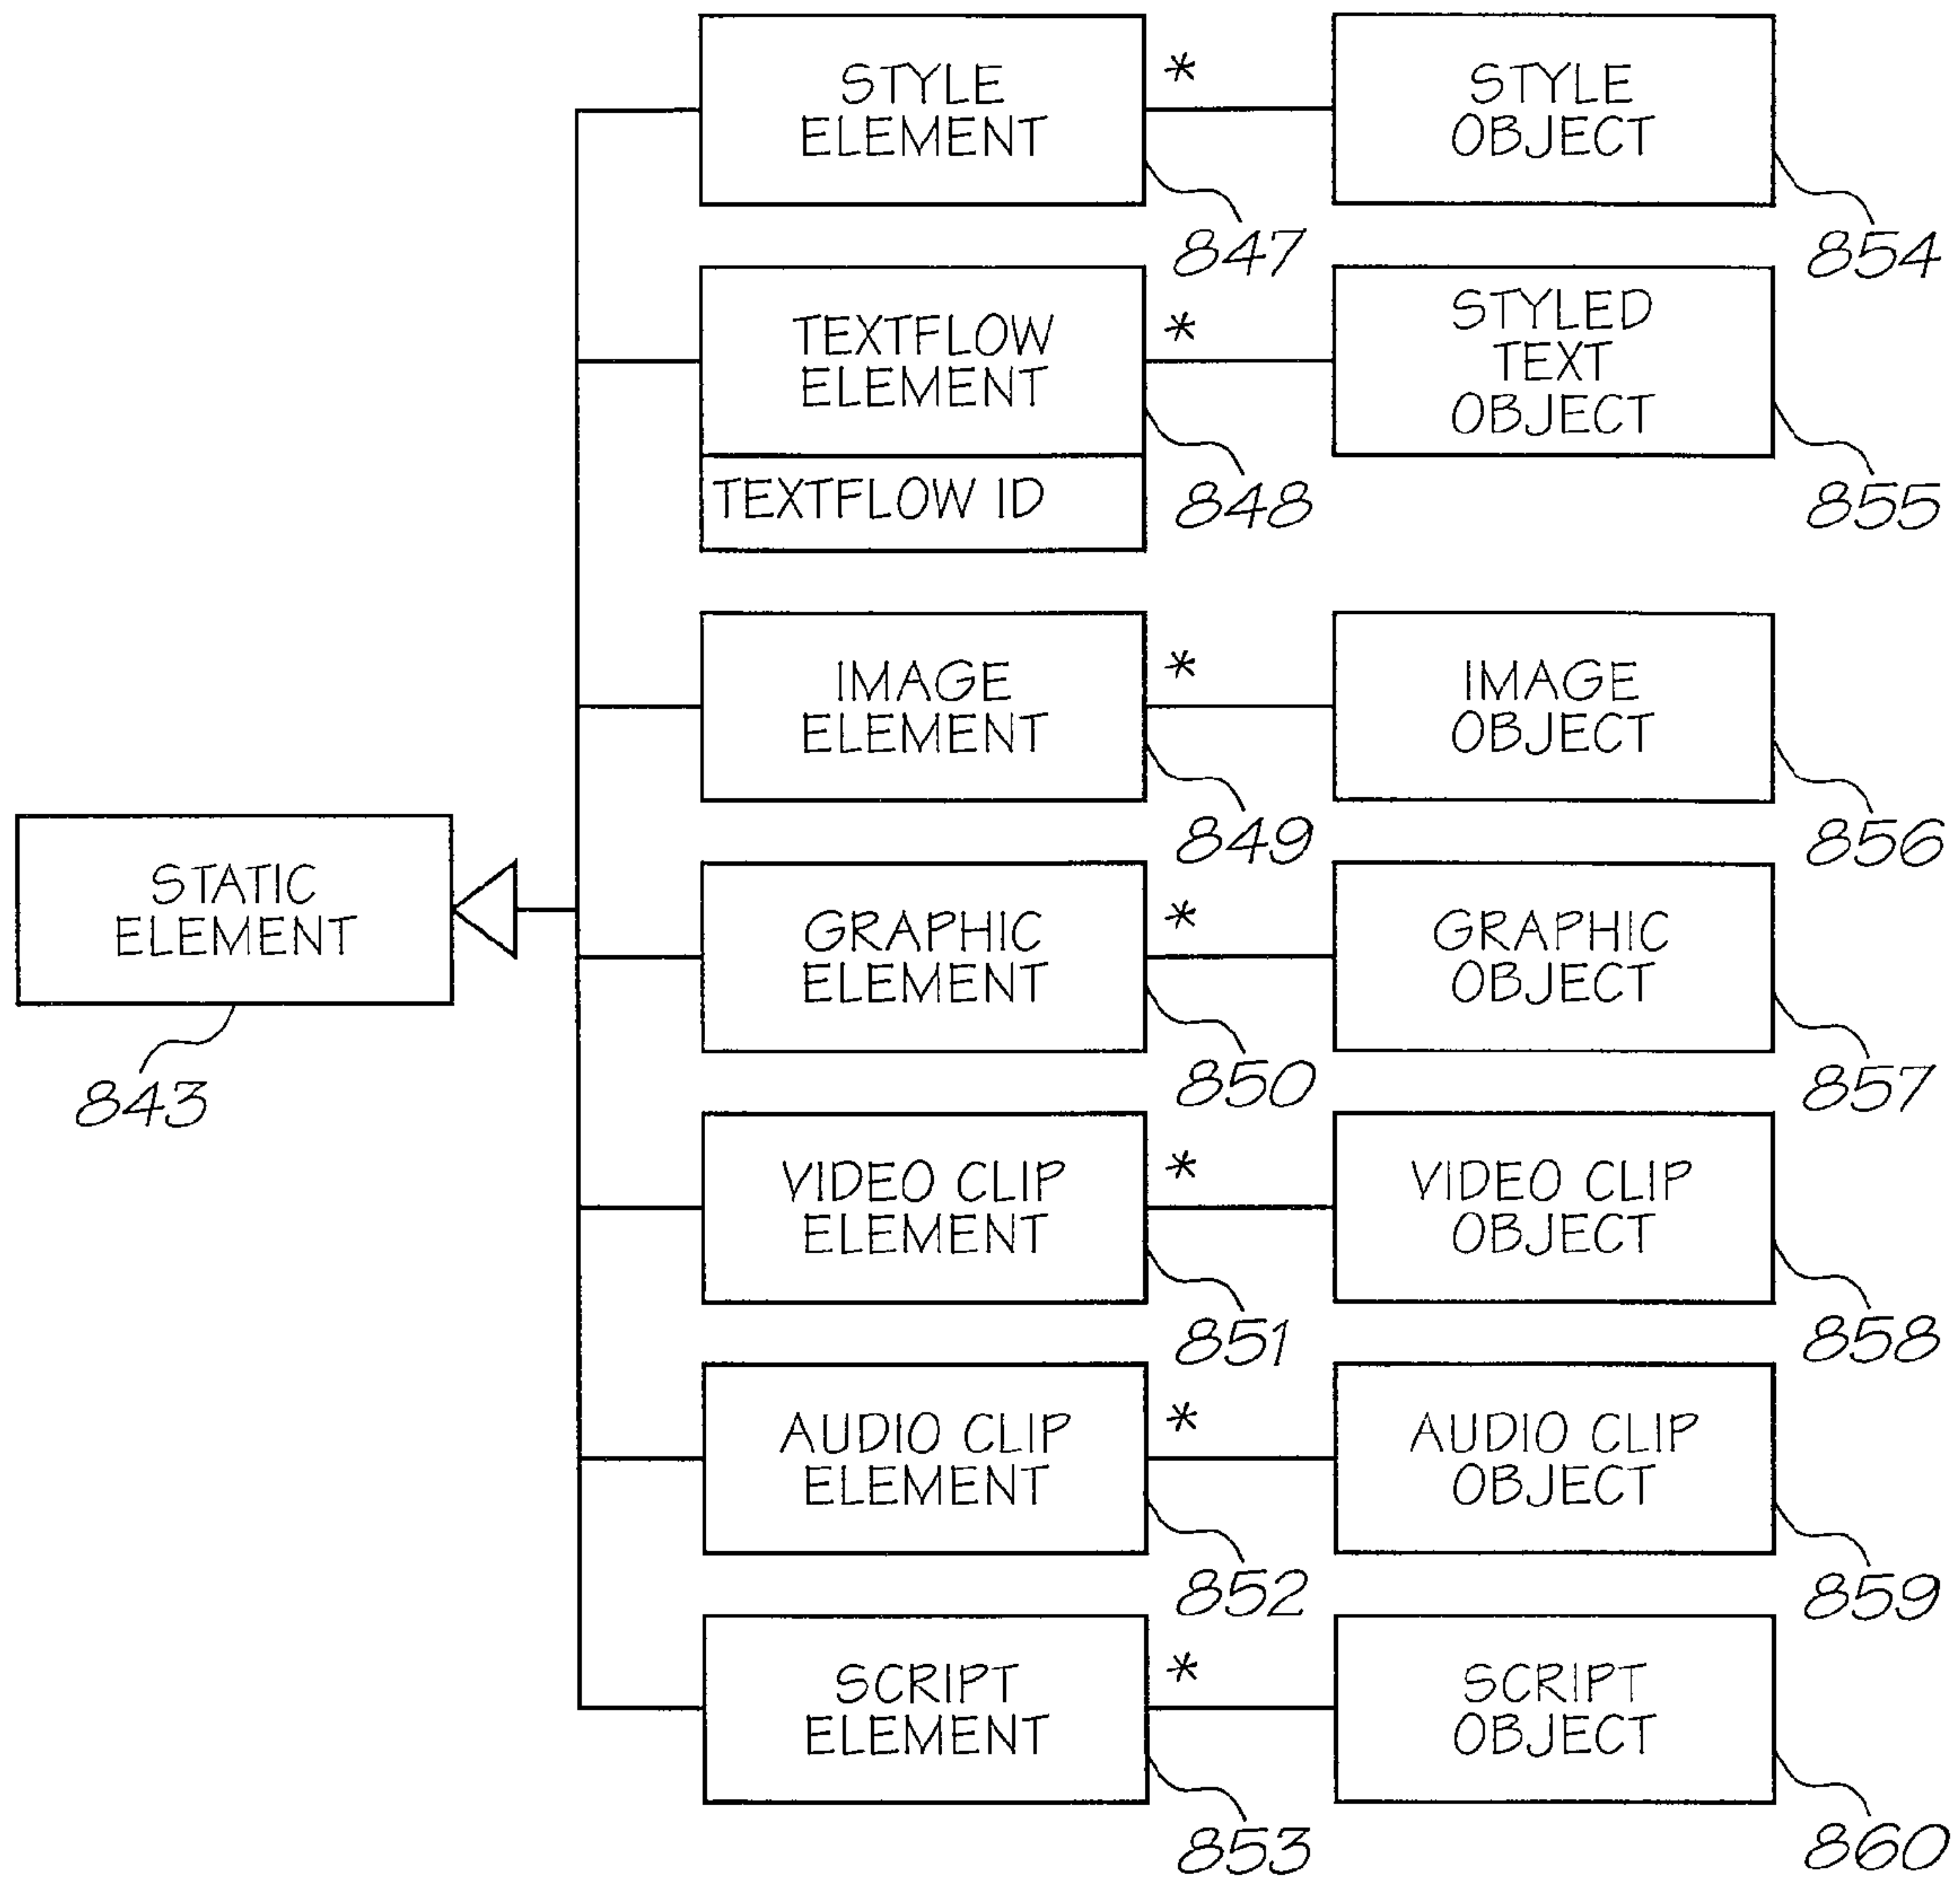 STYLE
ELEMENT
*
STYLE
OBJECT
847
854
TEXTFLOW
ELEMENT
TEXTFLOW ID
*
STYLED
TEXT
OBJECT
848
855
IMAGE
ELEMENT
*
IMAGE
OBJECT
849
856
STATIC
ELEMENT
843
GRAPHIC
ELEMENT
*
GRAPHIC
OBJECT
850
857
VIDEO CLIP
ELEMENT
*
VIDEO CLIP
OBJECT
851
858
AUDIO CLIP
ELEMENT
*
AUDIO CLIP
OBJECT
852
859
SCRIPT
ELEMENT
*
SCRIPT
OBJECT
853
860